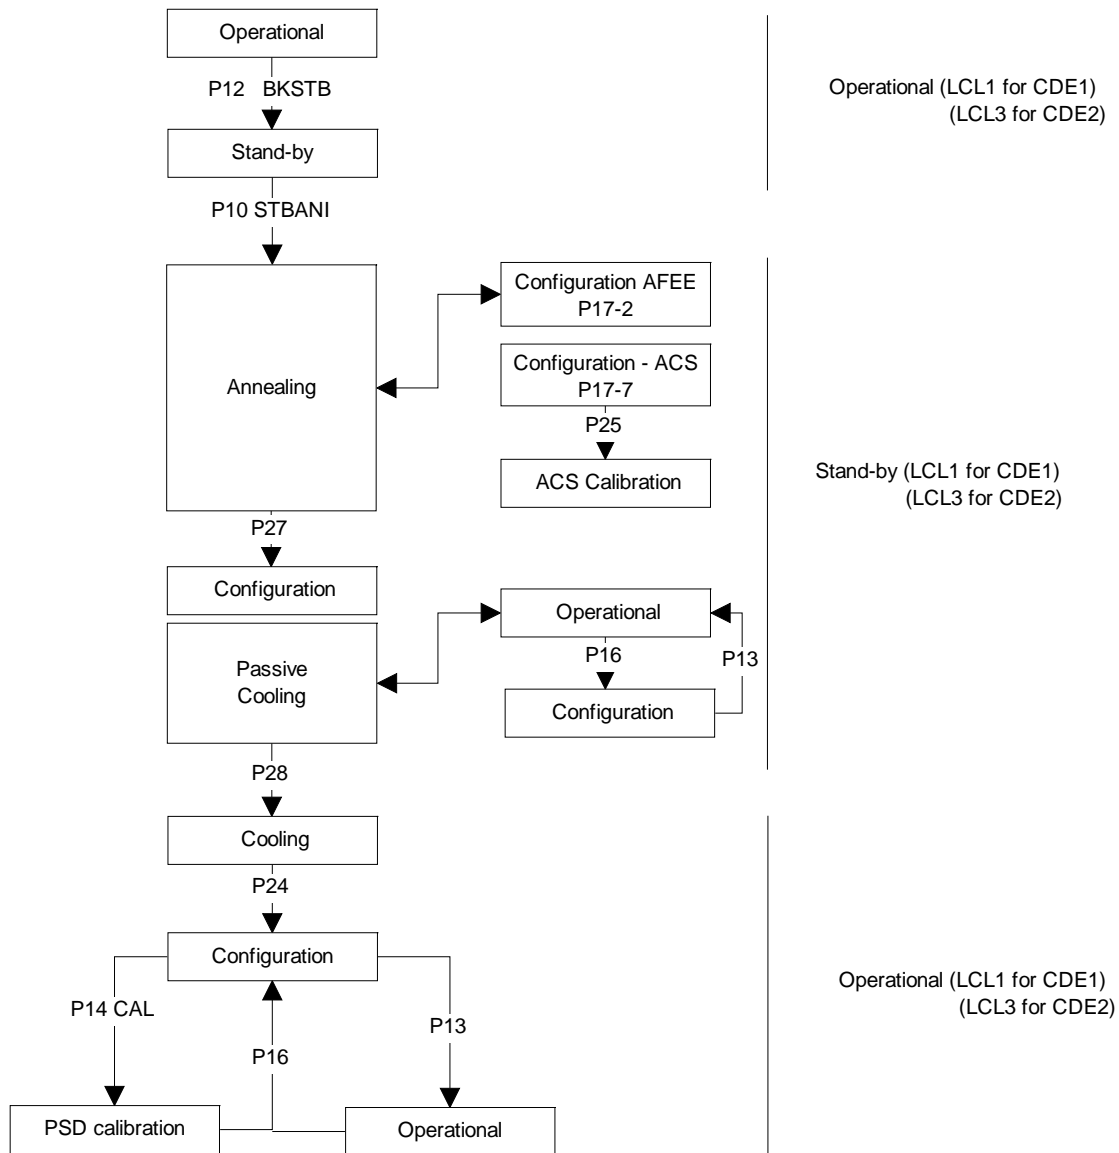 Operational
P12 BKSTB
Operational (LCL1 for CDE1)
(LCL3 for CDE2)
Stand-by
P10 STBANI
Annealing
Configuration AFEE
P17-2
Configuration - ACS
P17-7
P25
ACS Calibration
Stand-by (LCL1 for CDE1)
(LCL3 for CDE2)
P27
Configuration
Passive
Cooling
Operational
P16
P13
Configuration
P28
Cooling
P24
Configuration
P14 CAL
P16
P13
Operational (LCL1 for CDE1)
(LCL3 for CDE2)
PSD calibration
Operational